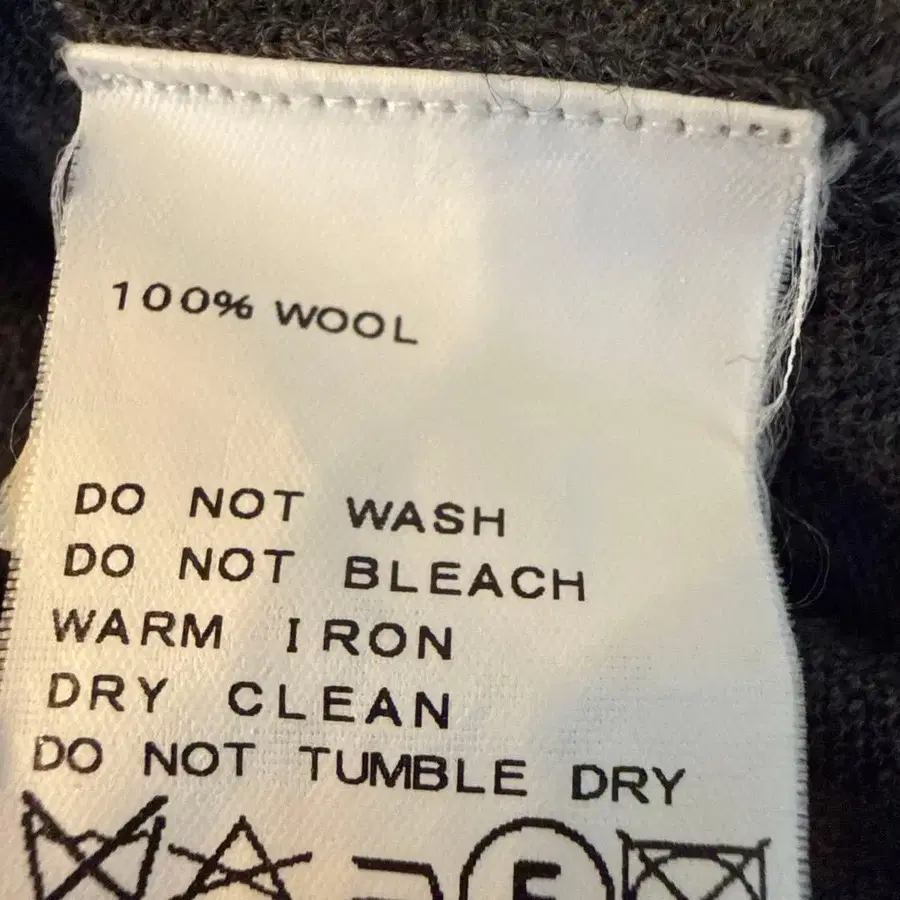 100% WOOL
DO NOT WASH
DO NOT BLEACH
WARM IRON
DRY CLEAN
DO NOT TUMBLE DRY